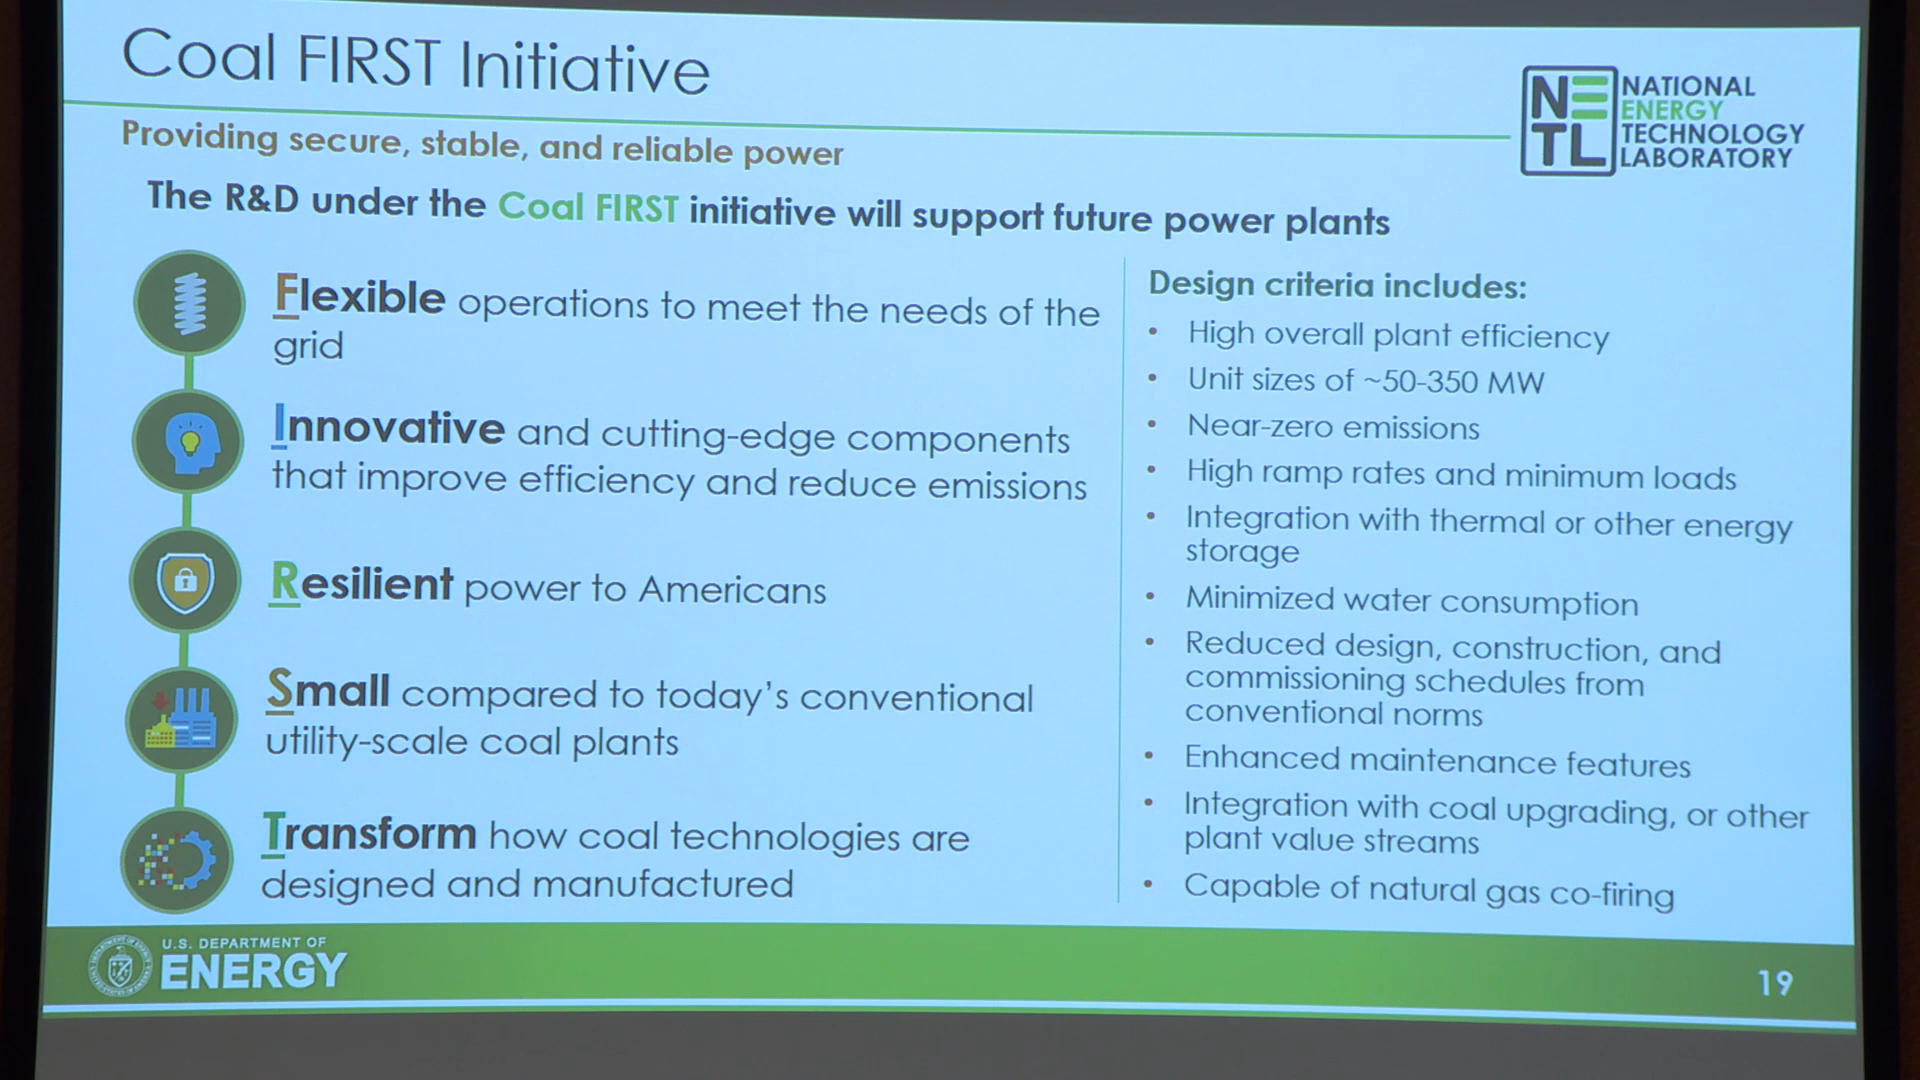 Coal FIRST Initiative
NETL
NATIONAL
ENERGY
TECHNOLOGY
LABORATORY
Providing secure, stable, and reliable power
The R&D under the Coal FIRST initiative will support future power plants
Flexible operations to meet the needs of the
grid
Innovative and cutting-edge components
that improve efficiency and reduce emissions
Resilient power to Americans
Small compared to today's conventional
utility-scale coal plants
Transform how coal technologies are
designed and manufactured
Design criteria includes:
• High overall plant efficiency
• Unit sizes of ~50-350 MW
• Near-zero emissions
• High ramp rates and minimum loads
• Integration with thermal or other energy
storage
• Minimized water consumption
• Reduced design, construction, and
commissioning schedules from
conventional norms
• Enhanced maintenance features
• Integration with coal upgrading, or other
plant value streams
• Capable of natural gas co-firing
U.S. DEPARTMENT OF
ENERGY
19